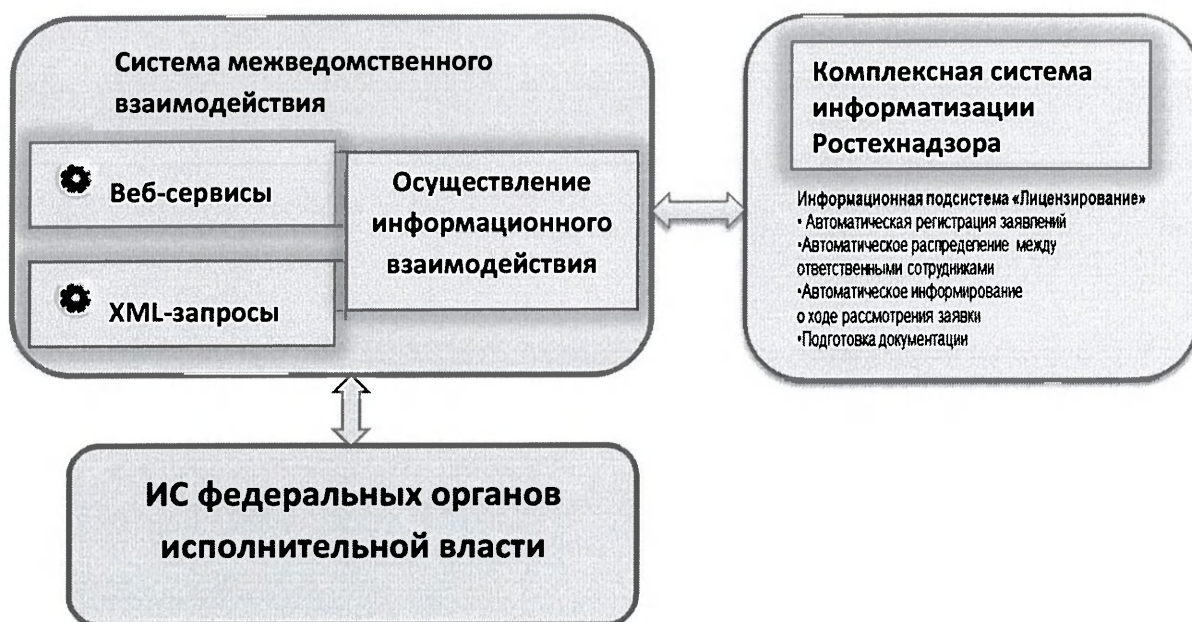 Система межведомственного
взаимодействия
Веб-сервисы
XML-запросы
Осуществление
информационного
взаимодействия
Комплексная система
информатизации
Ростехнадзора
Информационная подсистема «Лицензирование»
• Автоматическая регистрация заявлений
•Автоматическое распределение между
ответственными сотрудниками
•Автоматическое информирование
о ходе рассмотрения заявки
•Подготовка документации
ИС федеральных органов
исполнительной власти